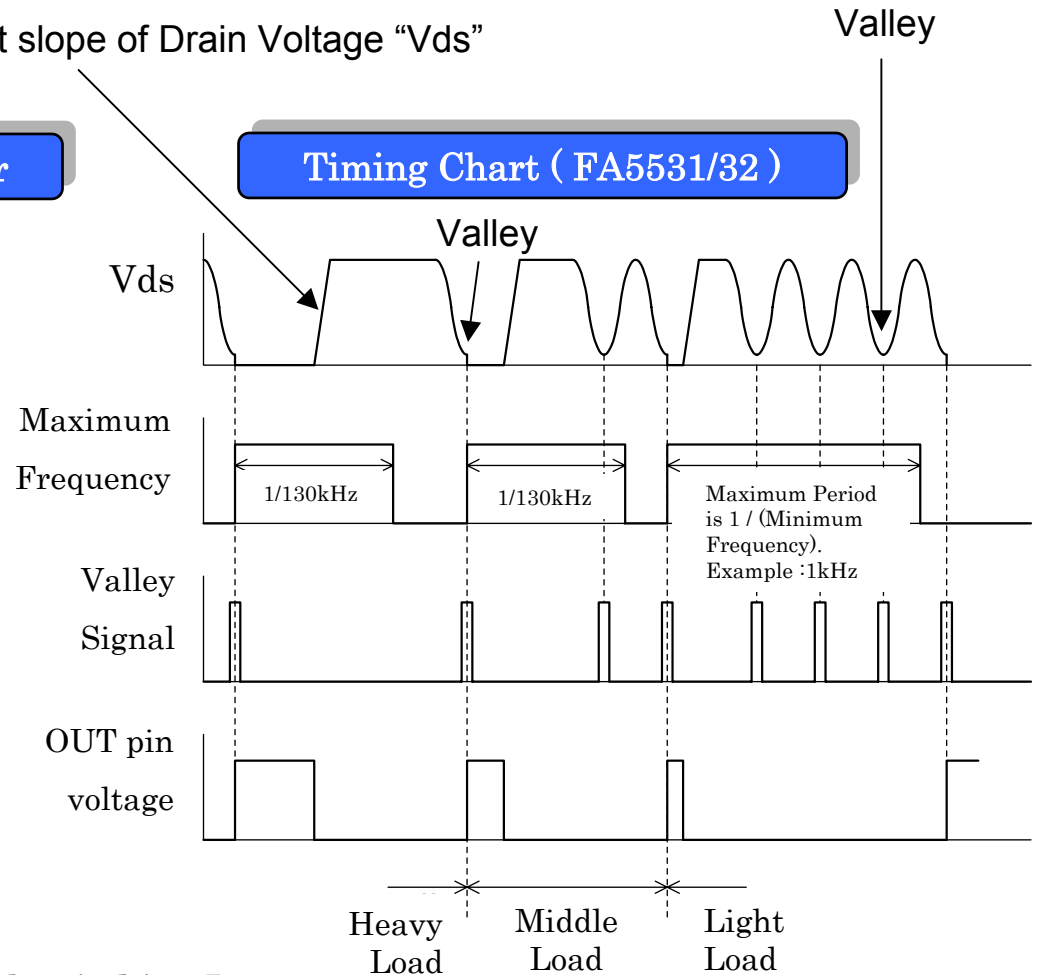 t slope of Drain Voltage “Vds”
Valley
r
Timing Chart ( FA5531/32 )
Valley
Vds
Maximum
Frequency
1/130kHz
1/130kHz
Maximum Period
is 1 / (Minimum
Frequency).
Example :1kHz
Valley
Signal
OUT pin
voltage
Heavy
Load
Middle
Load
Light
Load